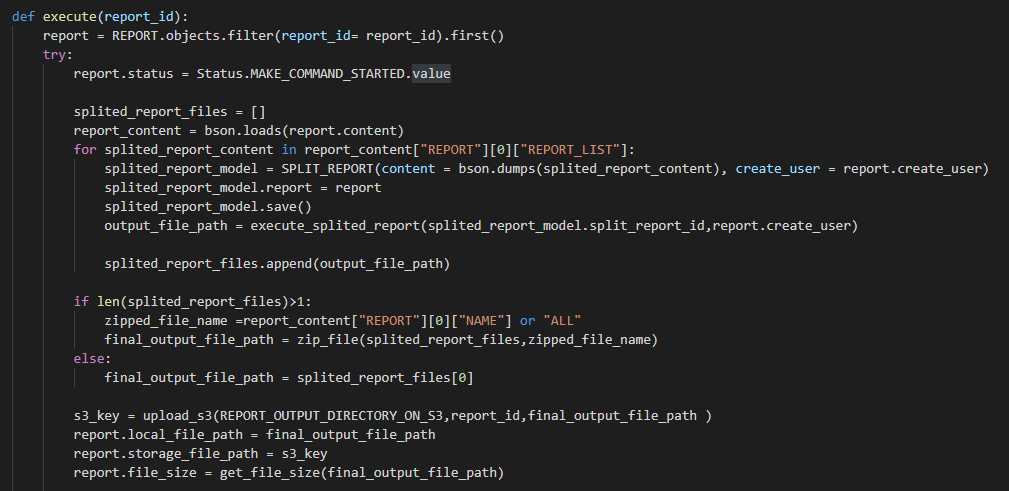 def execute(report_id):
    report = REPORT.objects.filter(report_id= report_id).first()
    try:
        report.status = Status.MAKE_COMMAND_STARTED.value
        splited_report_files = []
        report_content = bson.loads(report.content)
        for splited_report_content in report_content["REPORT"][0]["REPORT_LIST"]:
            splited_report_model = SPLIT_REPORT(content = bson.dumps(splited_report_content), create_user = report.create_user)
            splited_report_model.report = report
            splited_report_model.save()
            output_file_path = execute_splited_report(splited_report_model.split_report_id,report.create_user)
            splited_report_files.append(output_file_path)
        if len(splited_report_files)>1:
            zipped_file_name =report_content["REPORT"][0]["NAME"] or "ALL"
            final_output_file_path = zip_file(splited_report_files,zipped_file_name)
        else:
            final_output_file_path = splited_report_files[0]
        s3_key = upload_s3(REPORT_OUTPUT_DIRECTORY_ON_S3,report_id,final_output_file_path )
        report.local_file_path = final_output_file_path
        report.storage_file_path = s3_key
        report.file_size = get_file_size(final_output_file_path)